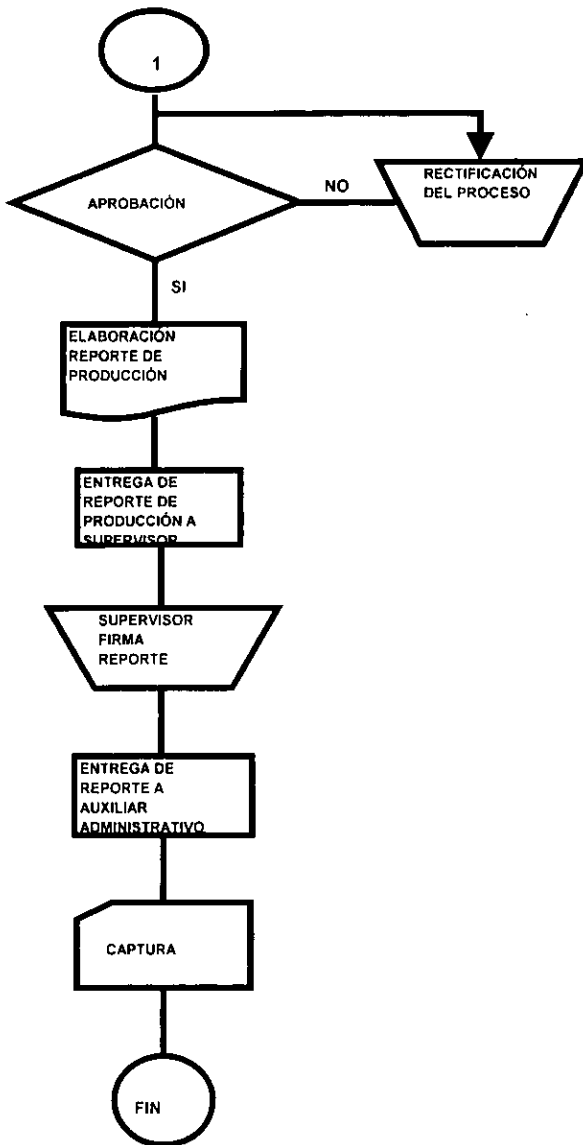 1
RECTIFICACIÓN
DEL PROCESO
NO
APROBACIÓN
SI
ELABORACIÓN
REPORTE DE
PRODUCCIÓN
ENTREGA DE
REPORTE DE
PRODUCCIÓN A
SUPERVISOR
SUPERVISOR
FIRMA
REPORTE
ENTREGA DE
REPORTE A
AUXILIAR
ADMINISTRATIVO
CAPTURA
FIN